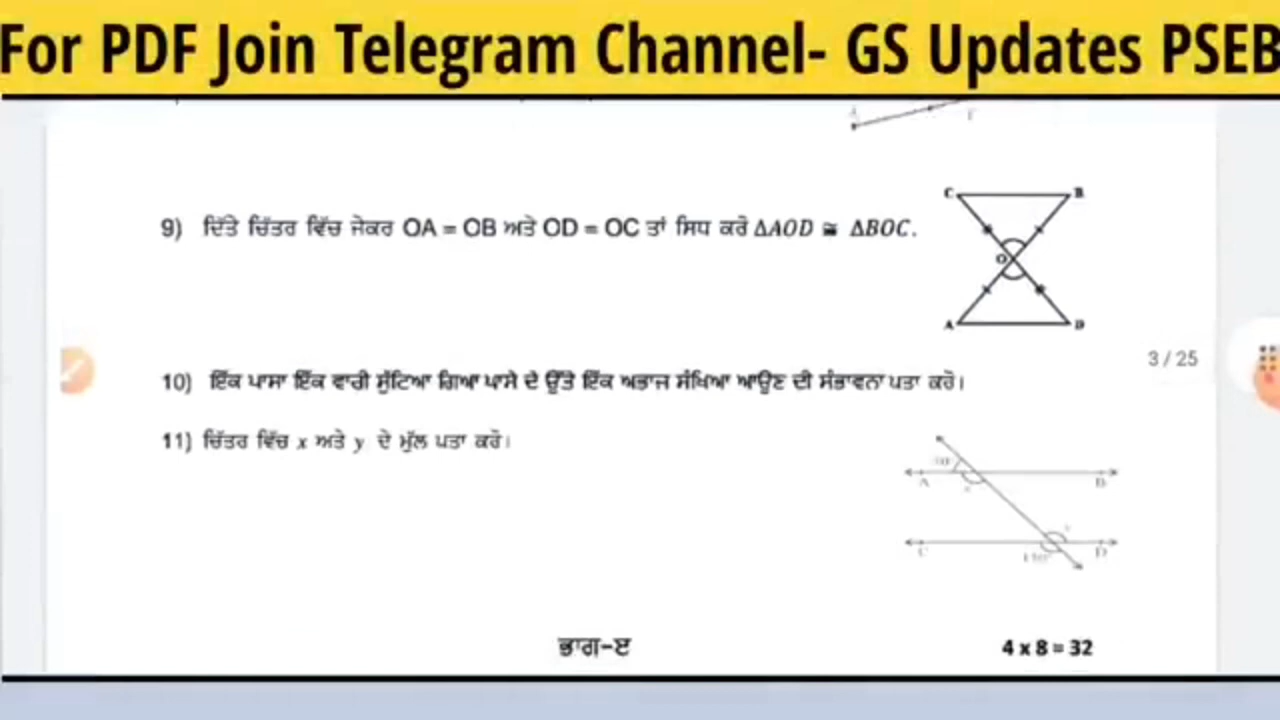 For PDF Join Telegram Channel- GS Updates PSEB
A
9) ਦਿੱਤੇ ਚਿੱਤਰ ਵਿੱਚ ਜੇਕਰ OA = OB ਅਤੇ OD = OC ਤਾਂ ਸਿਧ ਕਰੋ ΔAOD ≅ ΔBOC.
C B
O
A D
3 / 25
10) ਇੱਕ ਪਾਸਾ ਇੱਕ ਵਾਰੀ ਸੁੱਟਿਆ ਗਿਆ ਪਾਸੇ ਦੇ ਉੱਤੇ ਇੱਕ ਅਭਾਜ ਸੰਖਿਆ ਆਉਣ ਦੀ ਸੰਭਾਵਨਾ ਪਤਾ ਕਰੋ।
11) ਚਿੱਤਰ ਵਿੱਚ x ਅਤੇ y ਦੇ ਮੁੱਲ ਪਤਾ ਕਰੋ।
A B
C D
ਭਾਗ-ੲ
4 x 8 = 32